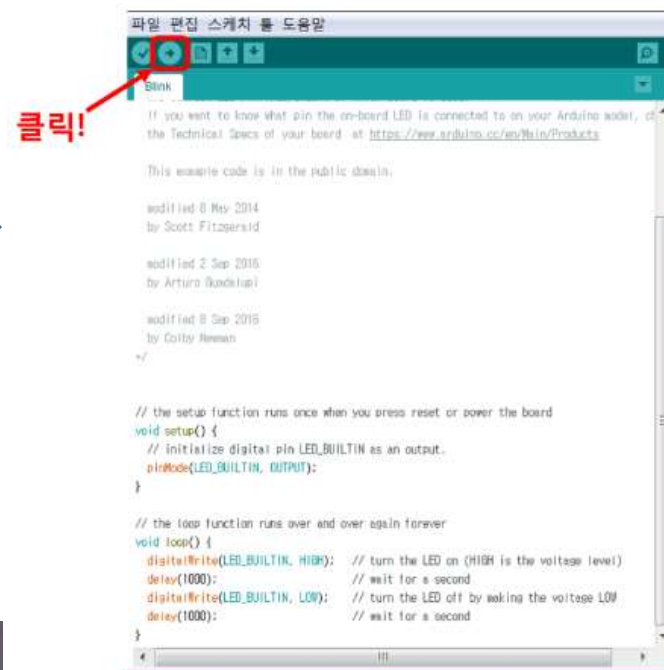 파일 편집 스케치 툴 도움말
Blink
클릭!
If you want to know what pin the on-board LED is connected to on your Arduino model,
the Technical Specs of your board at https://www.arduino.cc/en/Main/Products
This example code is in the public domain.
modified 8 May 2014
by Scott Fitzgerald
modified 2 Sep 2016
by Arturo Guadalupi
modified 8 Sep 2016
by Colby Newman
*/
// the setup function runs once when you press reset or power the board
void setup() {
// initialize digital pin LED_BUILTIN as an output.
pinMode(LED_BUILTIN, OUTPUT);
}
// the loop function runs over and over again forever
void loop() {
digitalWrite(LED_BUILTIN, HIGH); // turn the LED on (HIGH is the voltage level)
delay(1000); // wait for a second
digitalWrite(LED_BUILTIN, LOW); // turn the LED off by making the voltage LOW
delay(1000); // wait for a second
}